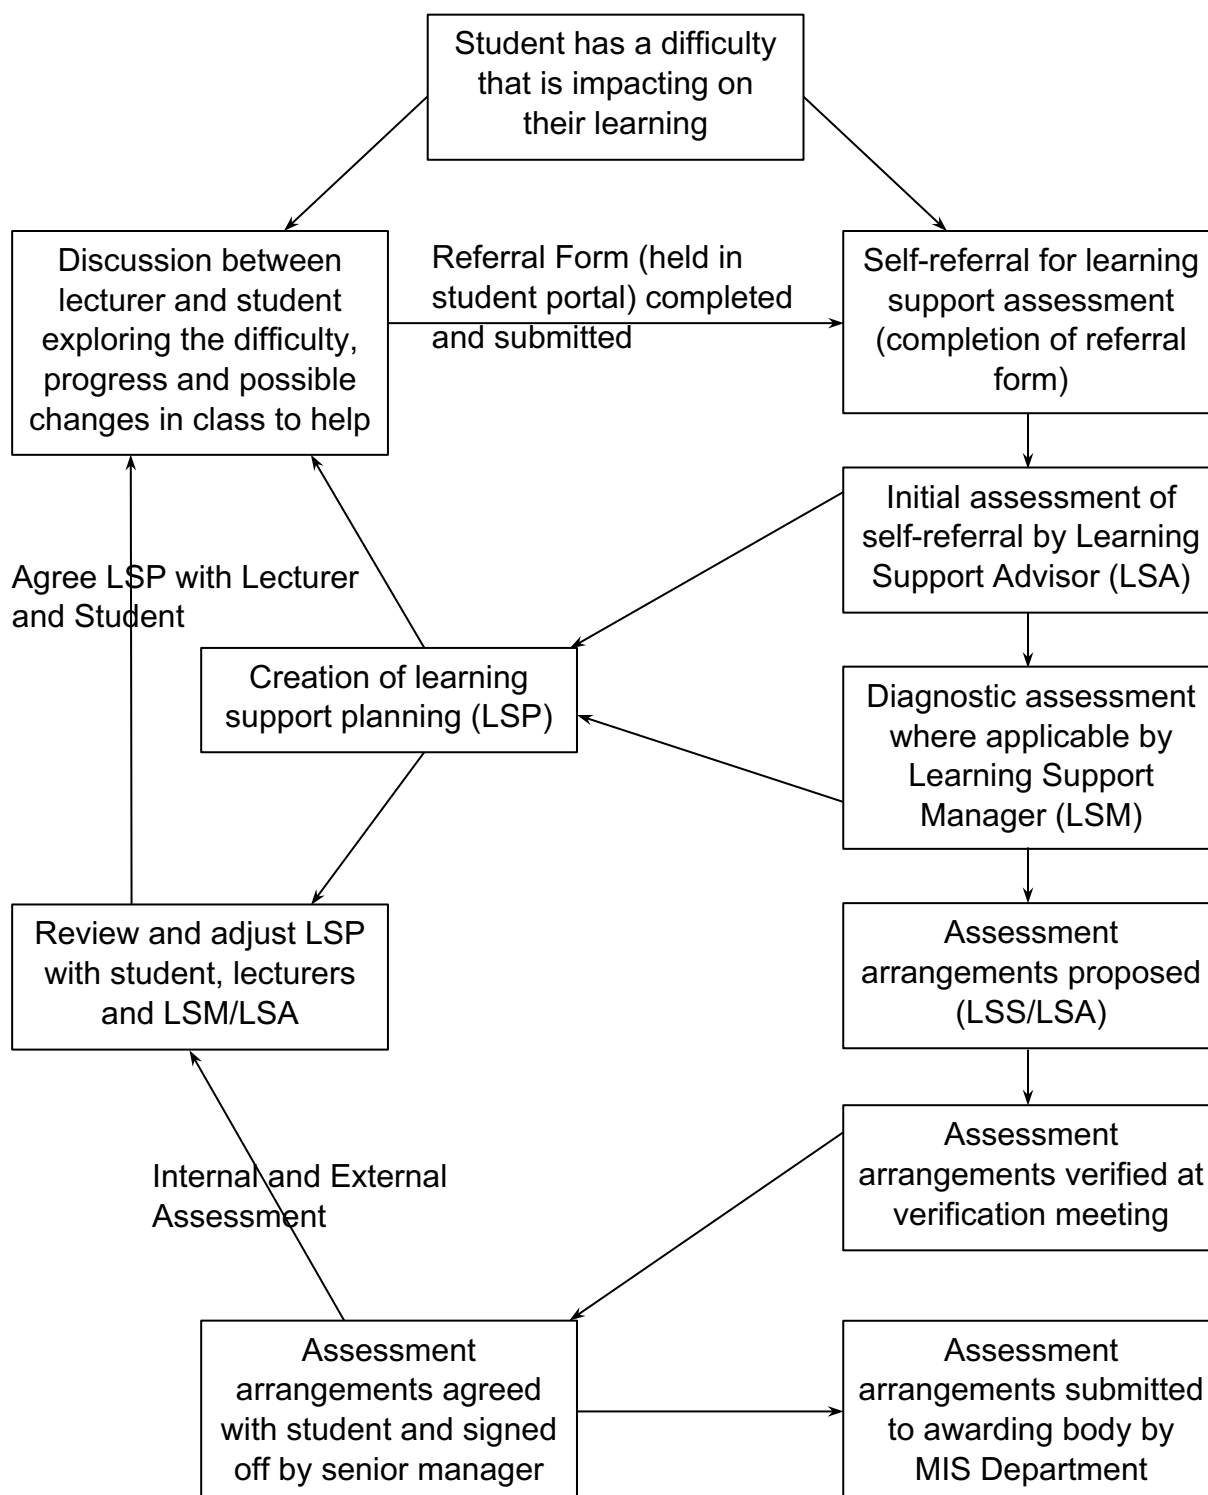 Student has a difficulty
that is impacting on
their learning
Discussion between
lecturer and student
exploring the difficulty,
progress and possible
changes in class to help
Referral Form (held in
student portal) completed
and submitted
Self-referral for learning
support assessment
(completion of referral
form)
Initial assessment of
self-referral by Learning
Support Advisor (LSA)
Agree LSP with Lecturer
and Student
Creation of learning
support planning (LSP)
Diagnostic assessment
where applicable by
Learning Support
Manager (LSM)
Review and adjust LSP
with student, lecturers
and LSM/LSA
Assessment
arrangements proposed
(LSS/LSA)
Assessment
arrangements verified at
verification meeting
Internal and External
Assessment
Assessment
arrangements agreed
with student and signed
off by senior manager
Assessment
arrangements submitted
to awarding body by
MIS Department